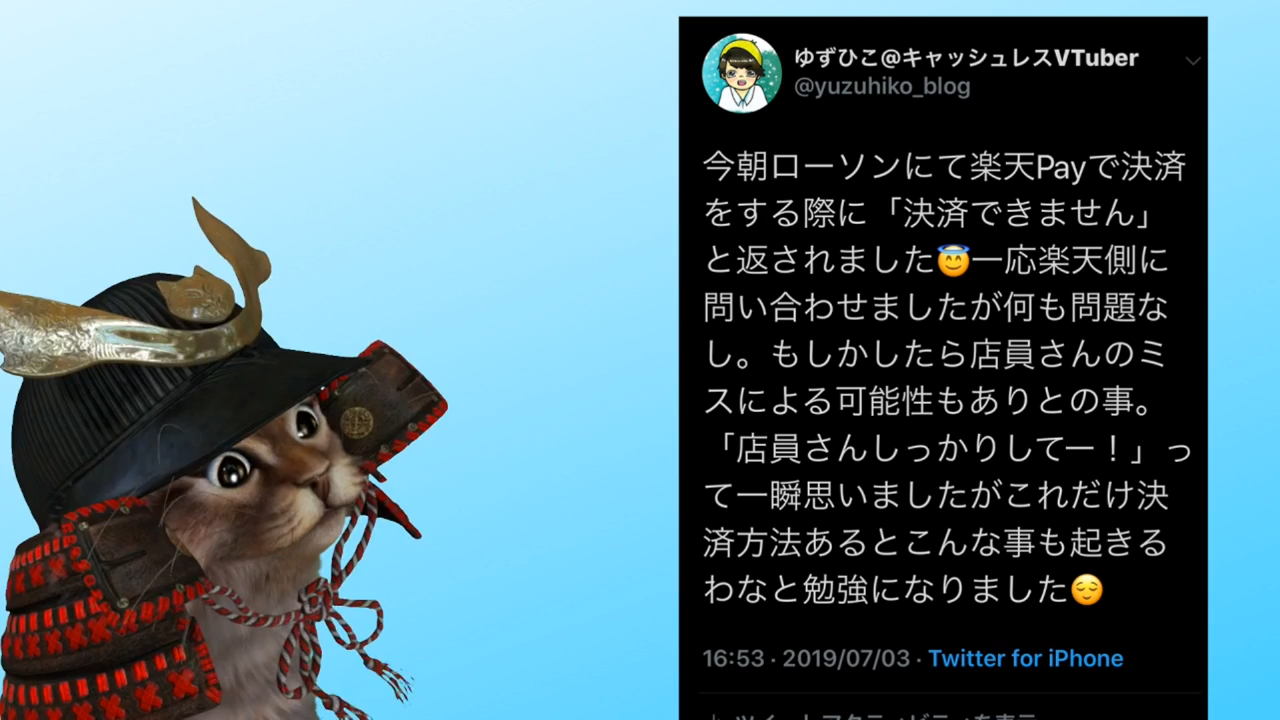 ゆずひこ@キャッシュレスVTuber
@yuzuhiko_blog
今朝ローソンにて楽天Payで決済
をする際に「決済できません」
と返されました😇一応楽天側に
問い合わせましたが何も問題な
し。もしかしたら店員さんのミ
スによる可能性もありとの事。
「店員さんしっかりしてー！」っ
て一瞬思いましたがこれだけ決
済方法あるとこんな事も起きる
わなと勉強になりました😌
16:53 · 2019/07/03 · Twitter for iPhone